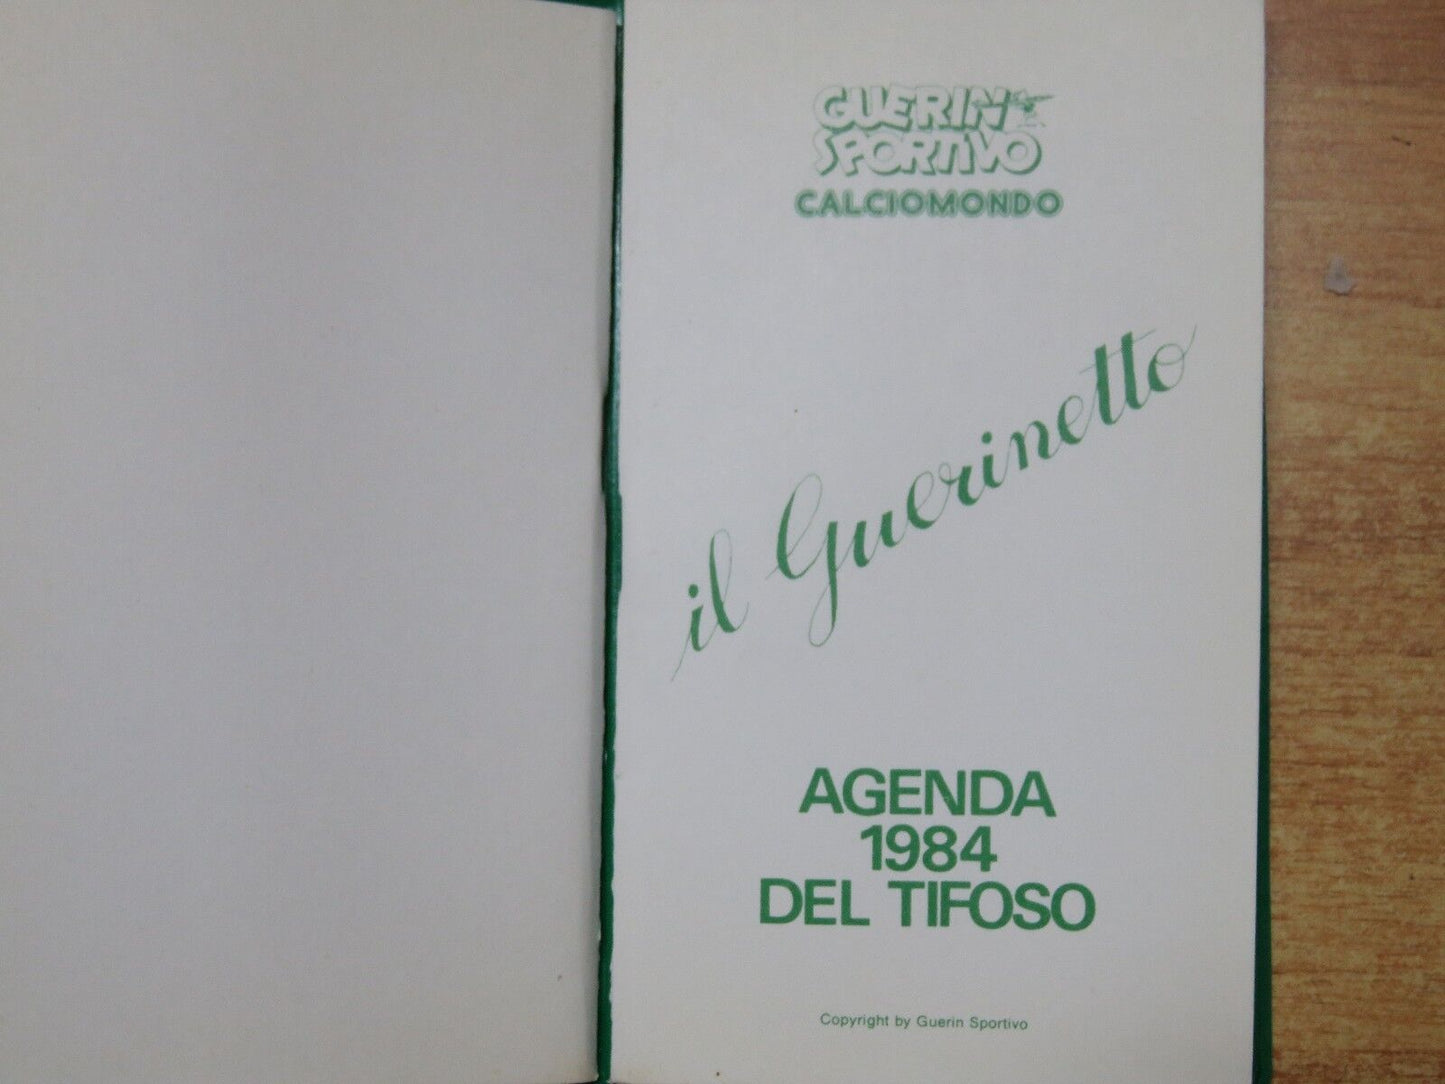 GUERIN
SPORTIVO
CALCIOMONDO
il Guerinetto
AGENDA
1984
DEL TIFOSO
Copyright by Guerin Sportivo